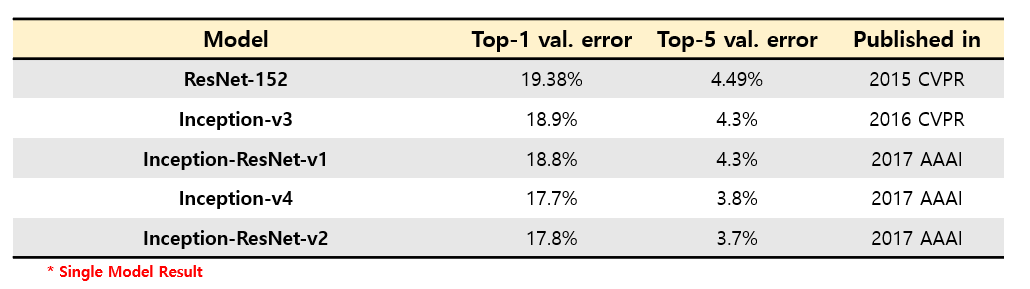 Model Top-1 val. error Top-5 val. error Published in
ResNet-152 19.38% 4.49% 2015 CVPR
Inception-v3 18.9% 4.3% 2016 CVPR
Inception-ResNet-v1 18.8% 4.3% 2017 AAAI
Inception-v4 17.7% 3.8% 2017 AAAI
Inception-ResNet-v2 17.8% 3.7% 2017 AAAI
* Single Model Result